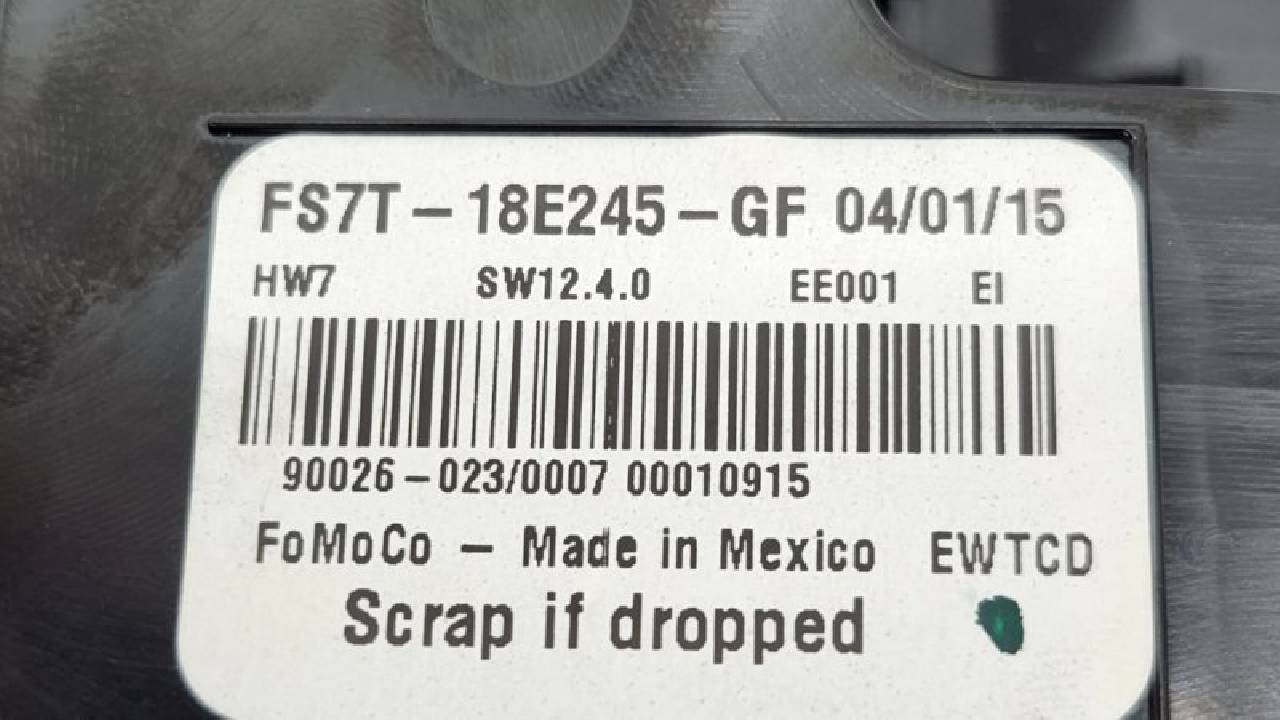 FS7T-18E245-GF 04/01/15
HW7 SW12.4.0 EE001 EI
90026-023/0007 00010915
FoMoCo - Made in Mexico EWTCD
Scrap if dropped